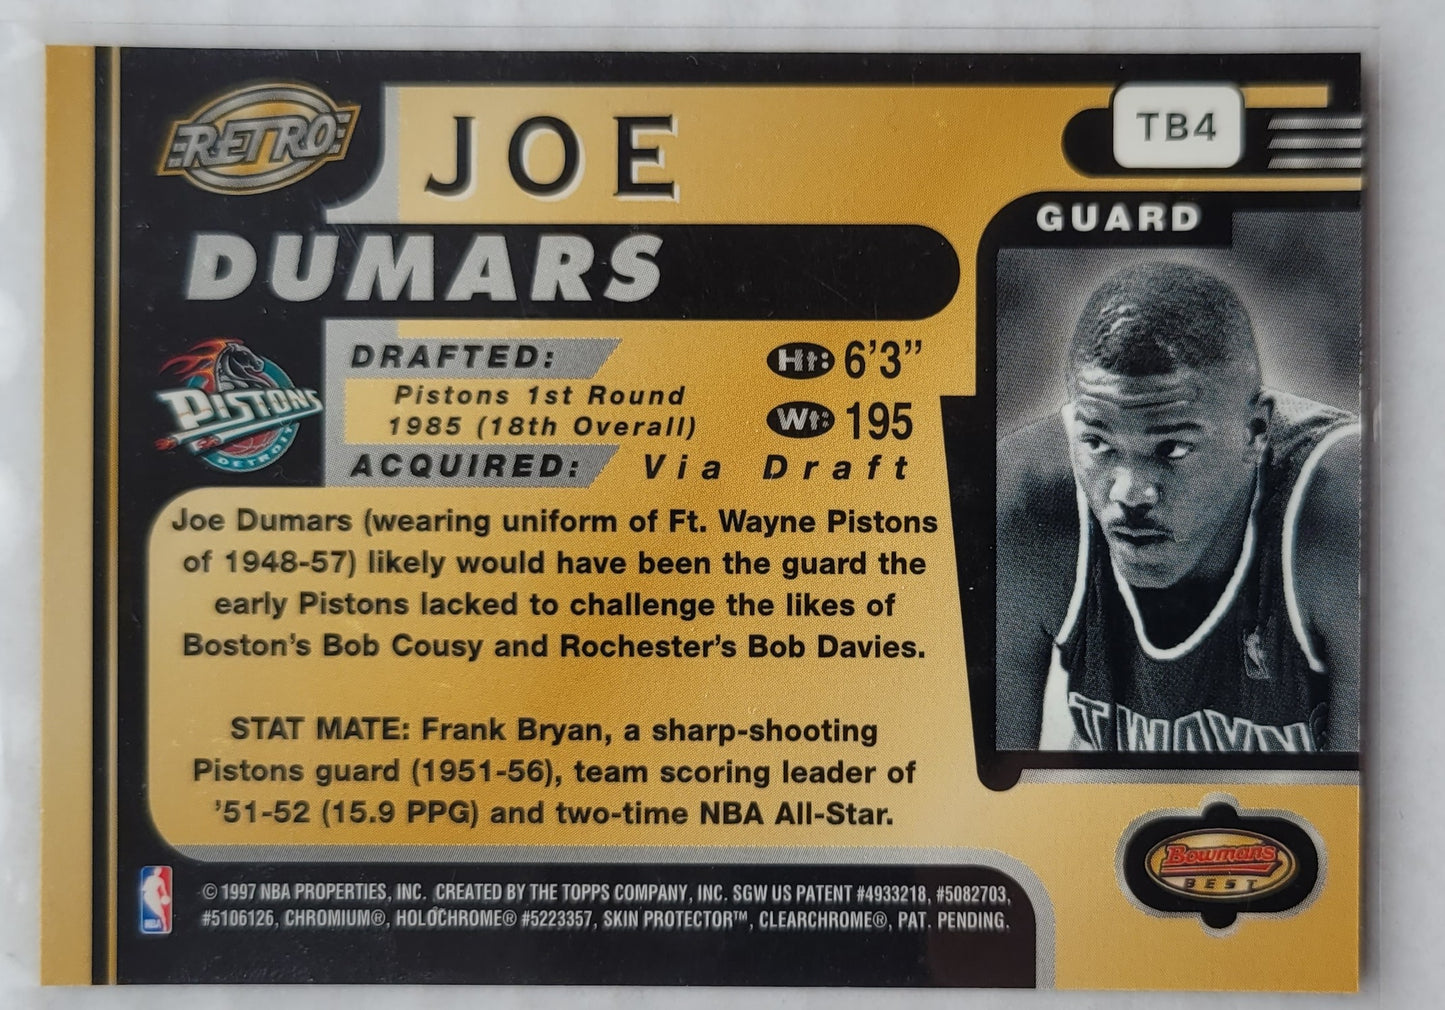 RETRO
JOE
DUMARS
TB4
GUARD
PISTONS
DETROIT
DRAFTED:
Pistons 1st Round
1985 (18th Overall)
ACQUIRED: Via Draft
Ht: 6'3"
Wt: 195
Joe Dumars (wearing uniform of Ft. Wayne Pistons
of 1948-57) likely would have been the guard the
early Pistons lacked to challenge the likes of
Boston's Bob Cousy and Rochester's Bob Davies.
STAT MATE: Frank Bryan, a sharp-shooting
Pistons guard (1951-56), team scoring leader of
'51-52 (15.9 PPG) and two-time NBA All-Star.
Bowmans
BEST
NBA
© 1997 NBA PROPERTIES, INC. CREATED BY THE TOPPS COMPANY, INC. SGW US PATENT #4933218, #5082703,
#5106126, CHROMIUM®, HOLOCHROME® #5223357, SKIN PROTECTOR™, CLEARCHROME®, PAT. PENDING.